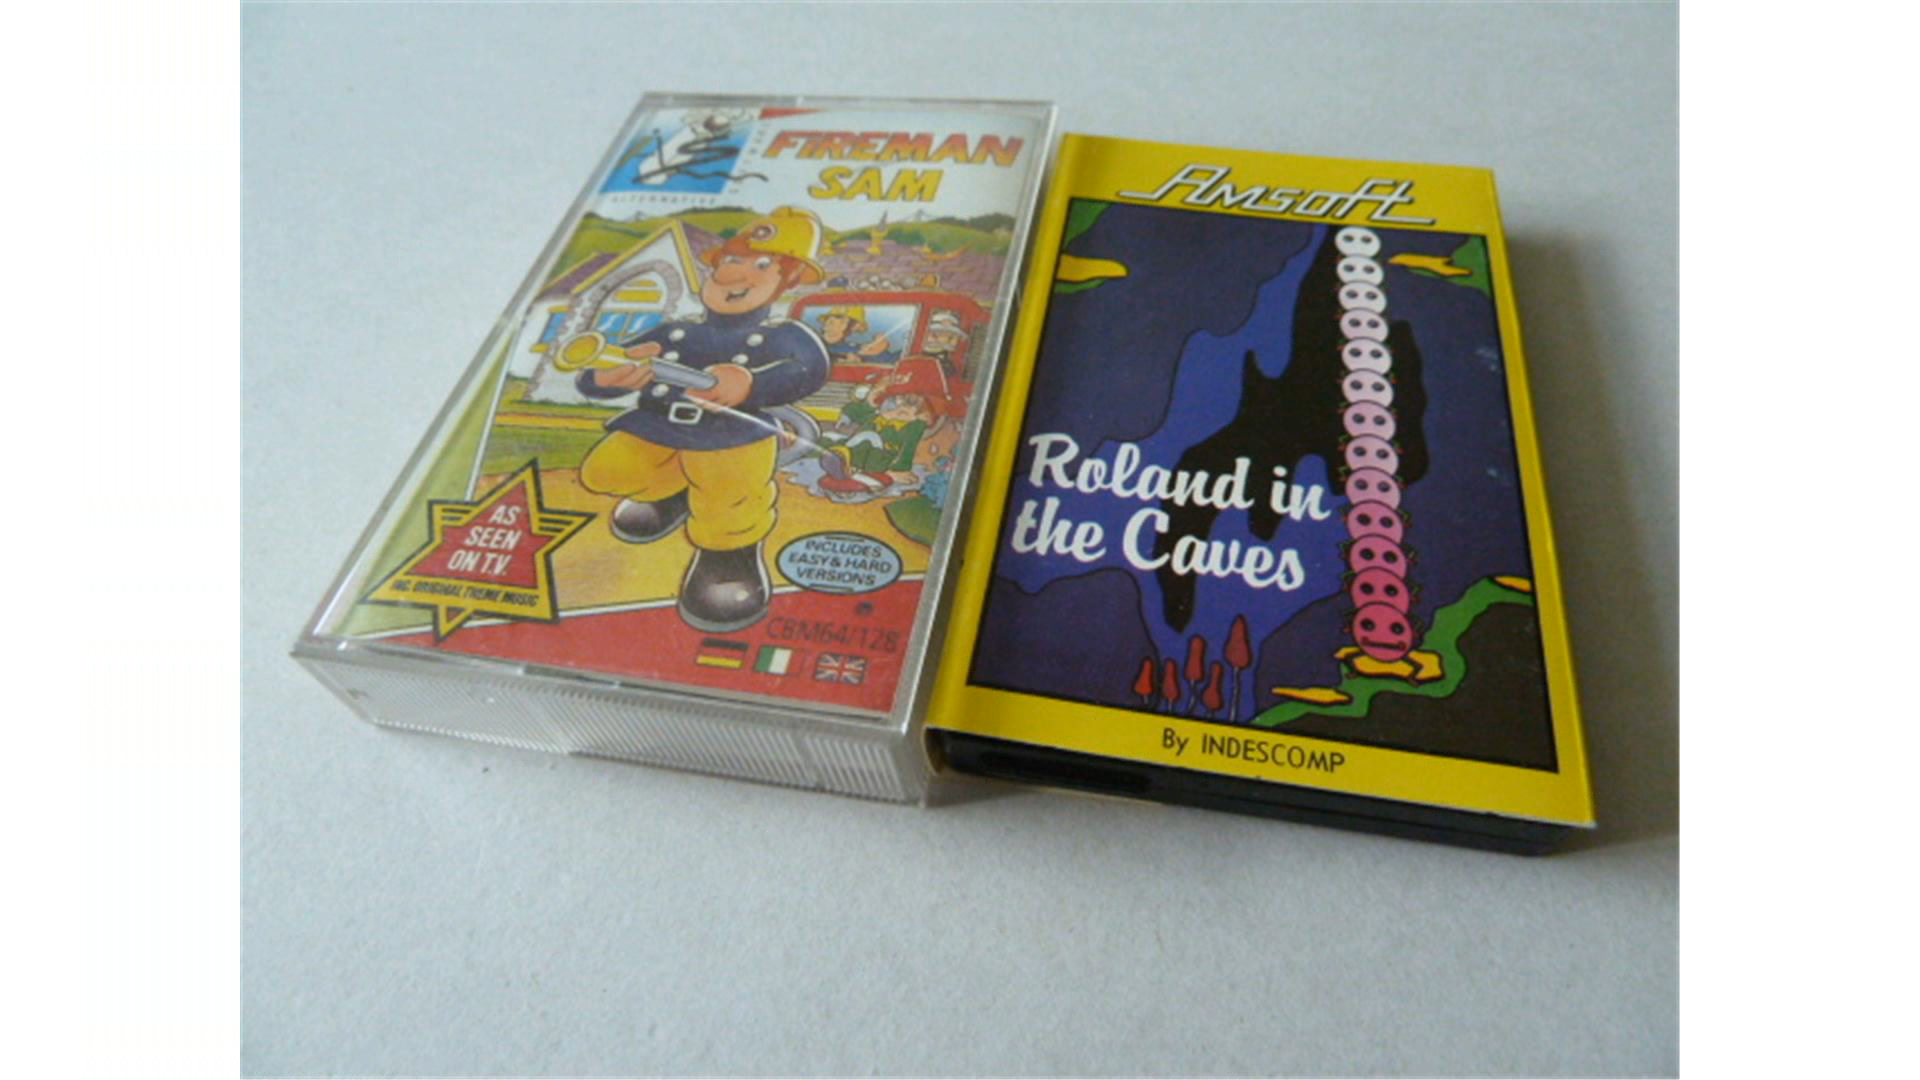 FIREMAN
SAM
ALTERNATIVE
AS
SEEN
ON T.V.
INC. ORIGINAL THEME MUSIC
INCLUDES
EASY & HARD
VERSIONS
CBM64/128
Amsoft
Roland in
the Caves
By INDESCOMP